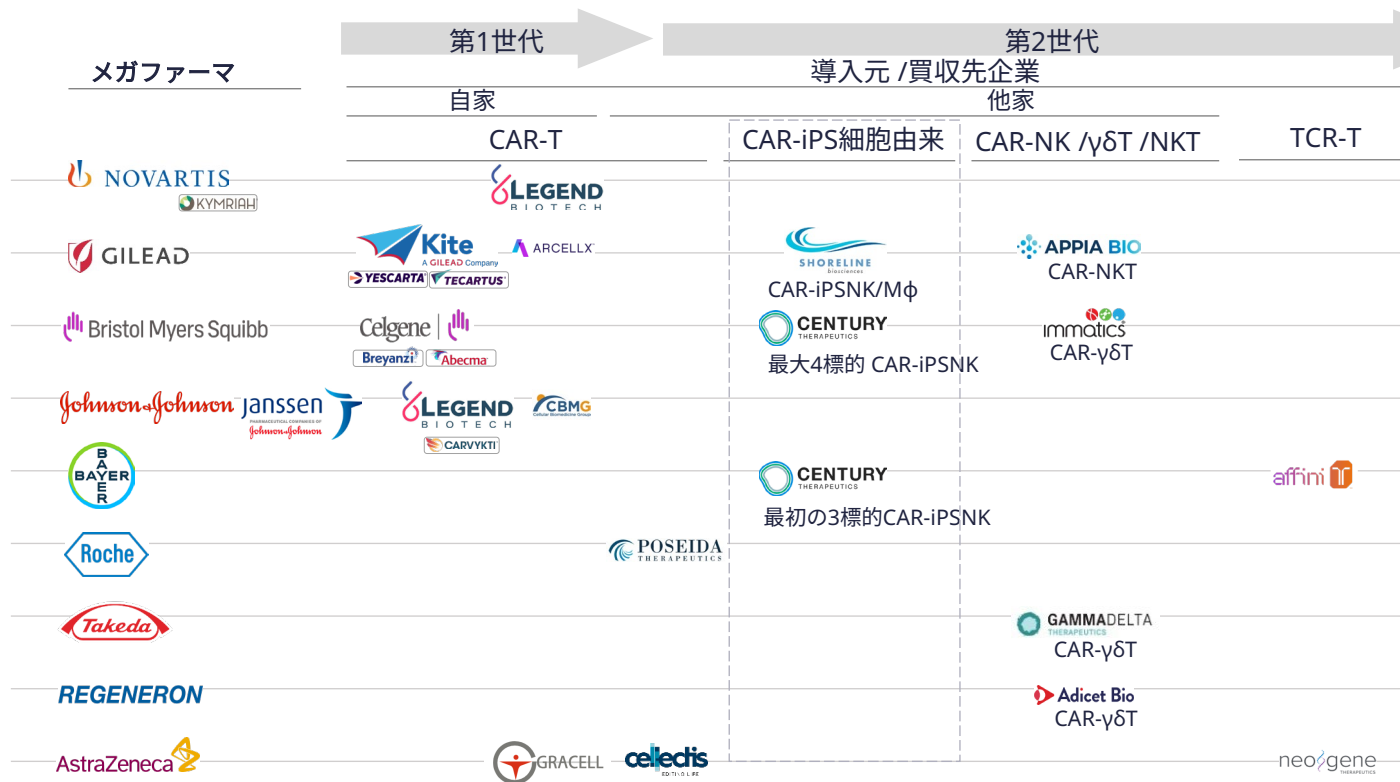 第1世代
第2世代
メガファーマ
導入元 /買収先企業
自家
他家
CAR-T
CAR-iPS細胞由来
CAR-NK /γδT /NKT
TCR-T
NOVARTIS
KYMRIAH
LEGEND
BIOTECH
GILEAD
Kite
A GILEAD Company
YESCARTA
TECARTUS
ARCELLX
SHORELINE
biosciences
CAR-iPSNK/Mφ
APPIA BIO
CAR-NKT
Bristol Myers Squibb
Celgene
Breyanzi
Abecma
CENTURY
THERAPEUTICS
最大4標的 CAR-iPSNK
immatics
CAR-γδT
Johnson&Johnson
janssen
PHARMACEUTICAL COMPANIES OF
Johnson&Johnson
LEGEND
BIOTECH
CARVYKTI
CBMG
Cellular Biomedicine Group
BAYER
BAYER
CENTURY
THERAPEUTICS
最初の3標的CAR-iPSNK
affini T
Roche
POSEIDA
THERAPEUTICS
Takeda
GAMMADELTA
THERAPEUTICS
CAR-γδT
REGENERON
Adicet Bio
CAR-γδT
AstraZeneca
GRACELL
cellectis
EDITING LIFE
neogene
THERAPEUTICS